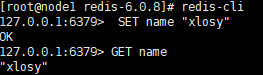 [root@node1 redis-6.0.8]# redis-cli
127.0.0.1:6379>  SET name "xlosy"
OK
127.0.0.1:6379> GET name
"xlosy"